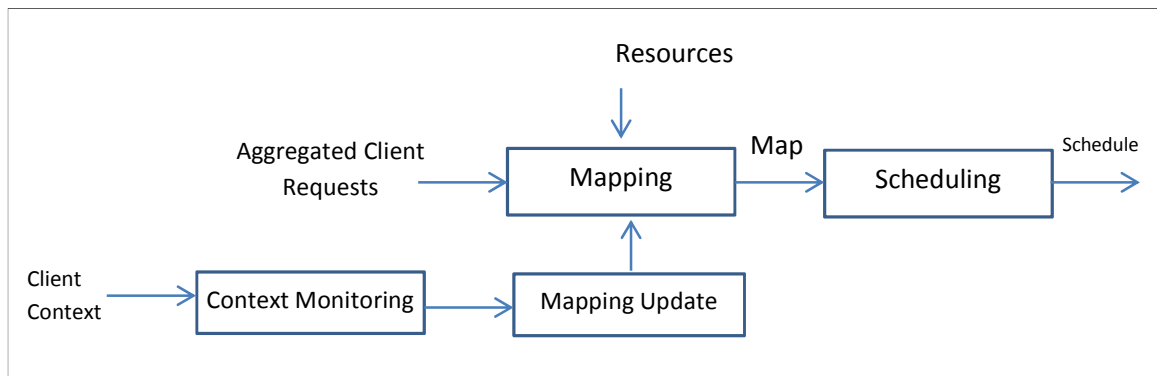 Resources
Aggregated Client
Requests
Mapping
Map
Scheduling
Schedule
Client
Context
Context Monitoring
Mapping Update